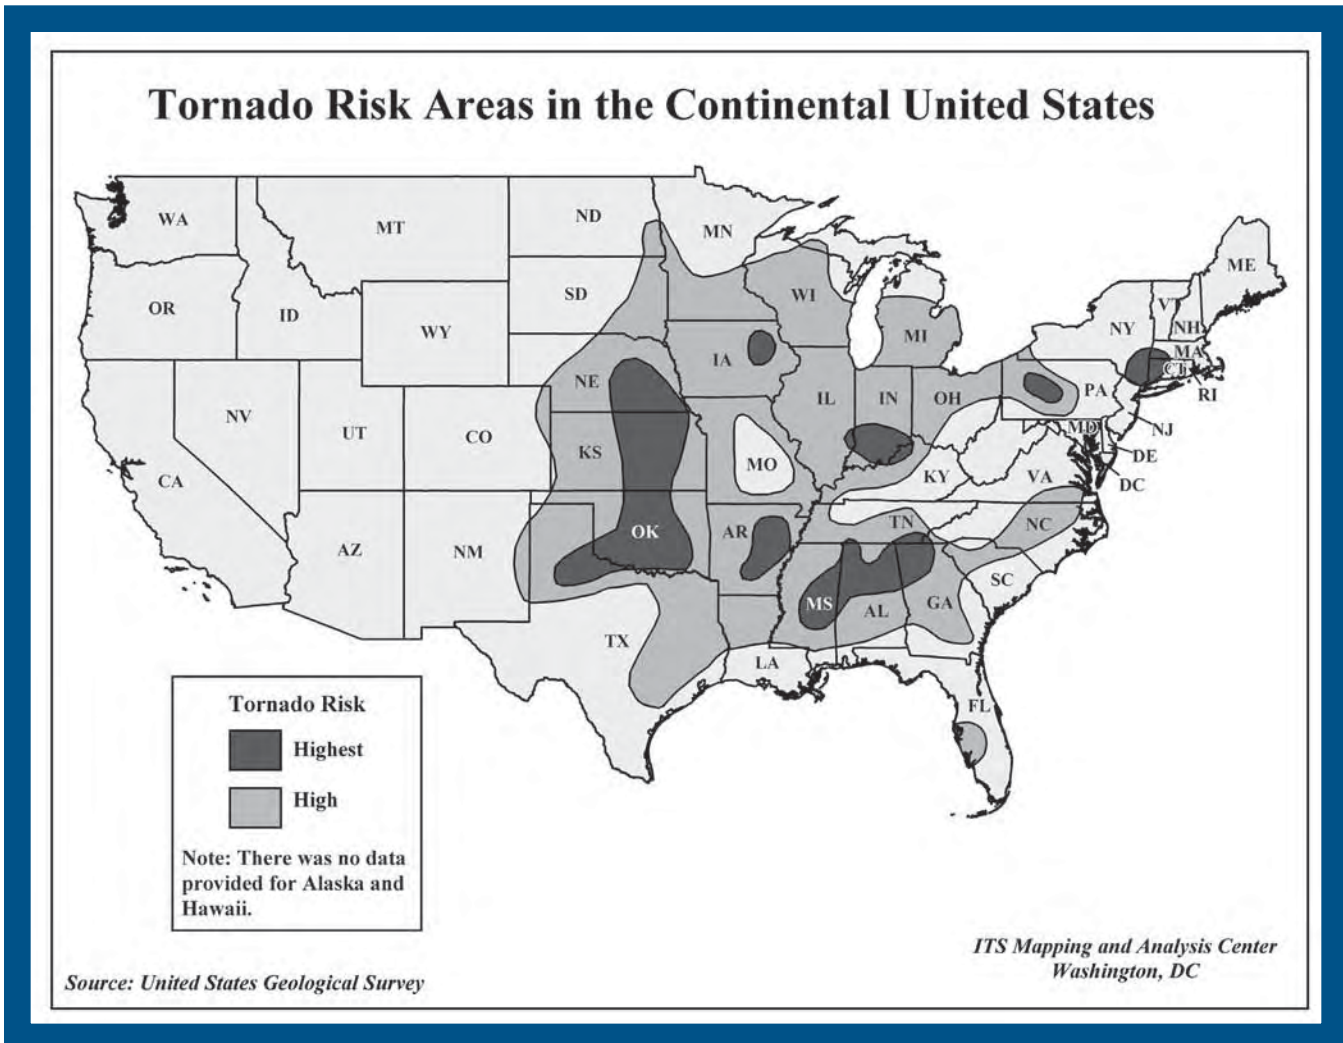 Tornado Risk Areas in the Continental United States
WA
MT
ND
MN
ME
OR
ID
SD
WI
VT
NH
NY
WY
MI
MA
CT
RI
IA
NE
PA
NV
UT
CO
IL
IN
OH
NJ
MD
KS
MO
KY
VA
DE
DC
CA
AZ
NM
OK
AR
TN
NC
SC
MS
AL
GA
TX
LA
FL
Tornado Risk
Highest
High
Note: There was no data
provided for Alaska and
Hawaii.
ITS Mapping and Analysis Center
Washington, DC
Source: United States Geological Survey